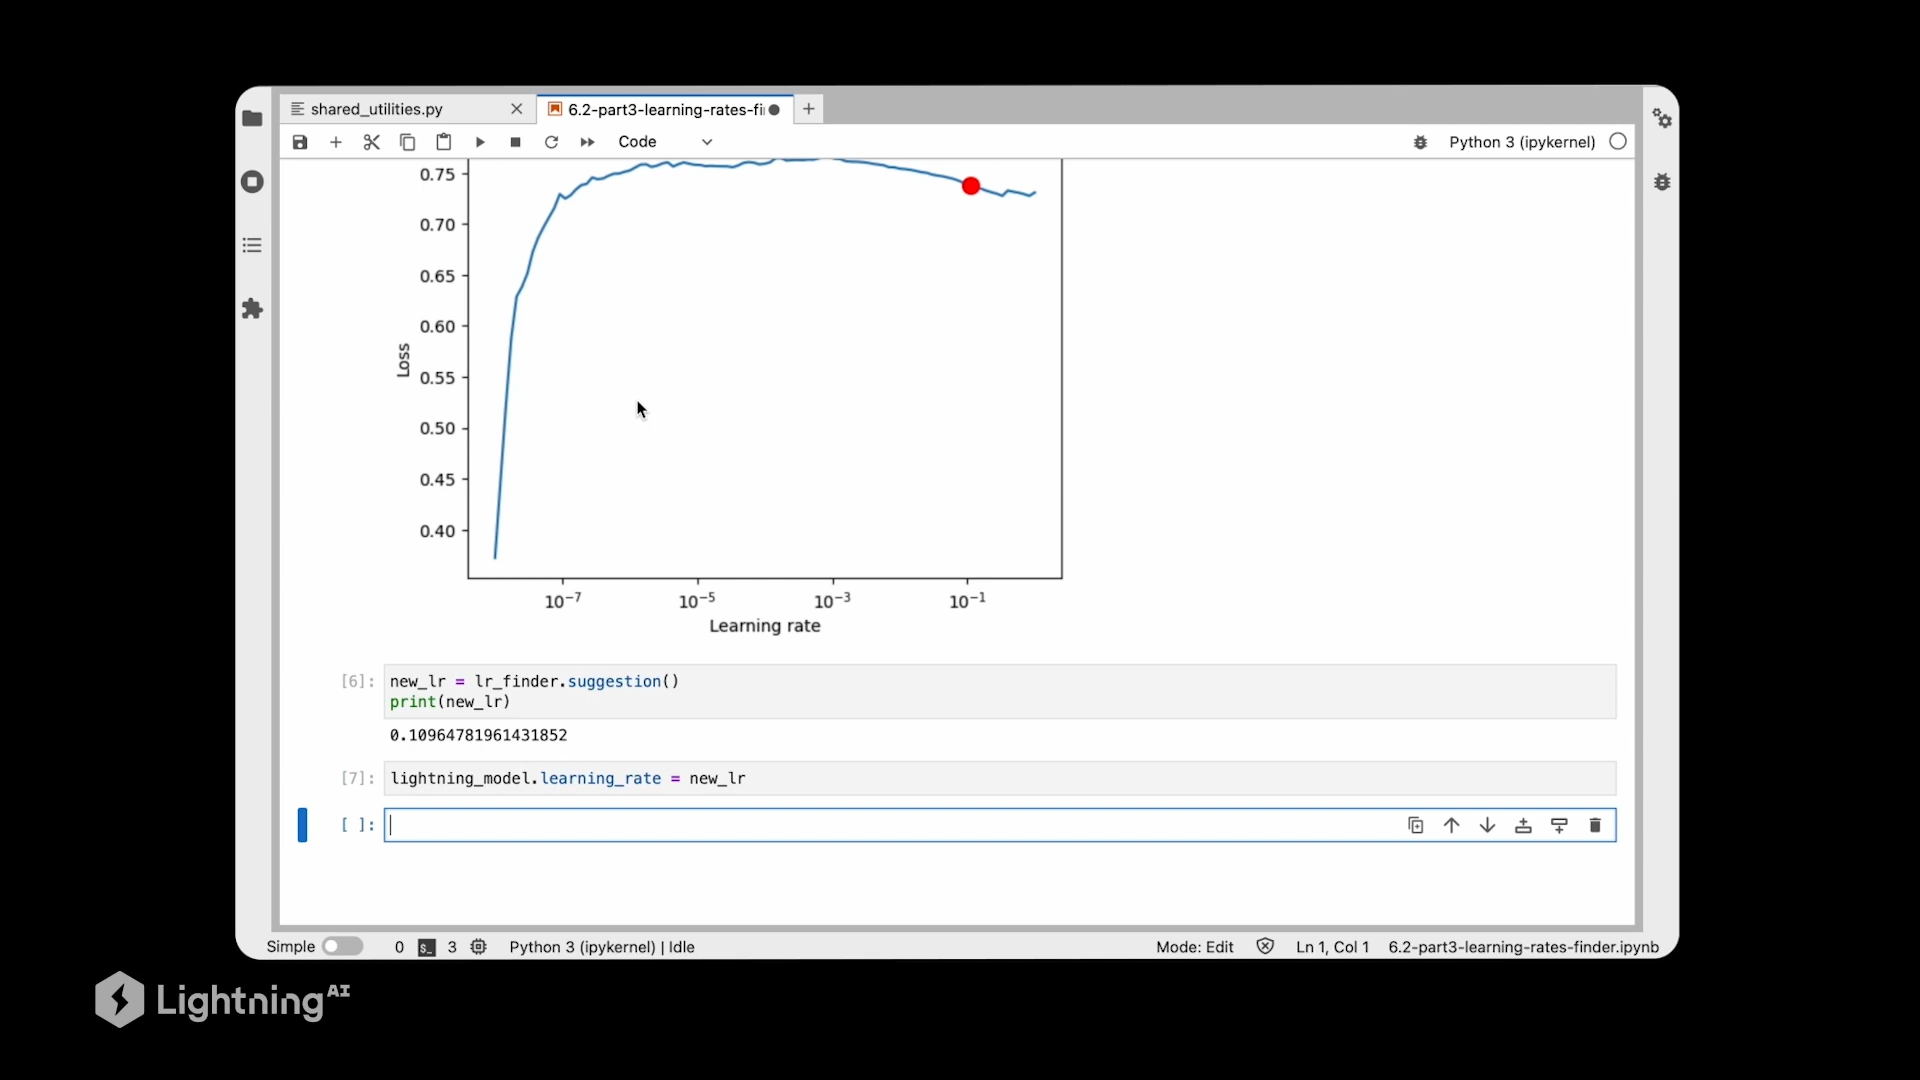 shared_utilities.py
6.2-part3-learning-rates-fi
Code
Python 3 (ipykernel)
0.75
0.70
0.65
0.60
0.55
0.50
0.45
0.40
Loss
10−7
10−5
10−3
10−1
Learning rate
[6]:
new_lr = lr_finder.suggestion()
print(new_lr)
0.10964781961431852
[7]:
lightning_model.learning_rate = new_lr
[ ]:
Simple
0
3
Python 3 (ipykernel) | Idle
Mode: Edit
Ln 1, Col 1
6.2-part3-learning-rates-finder.ipynb
Lightning AI